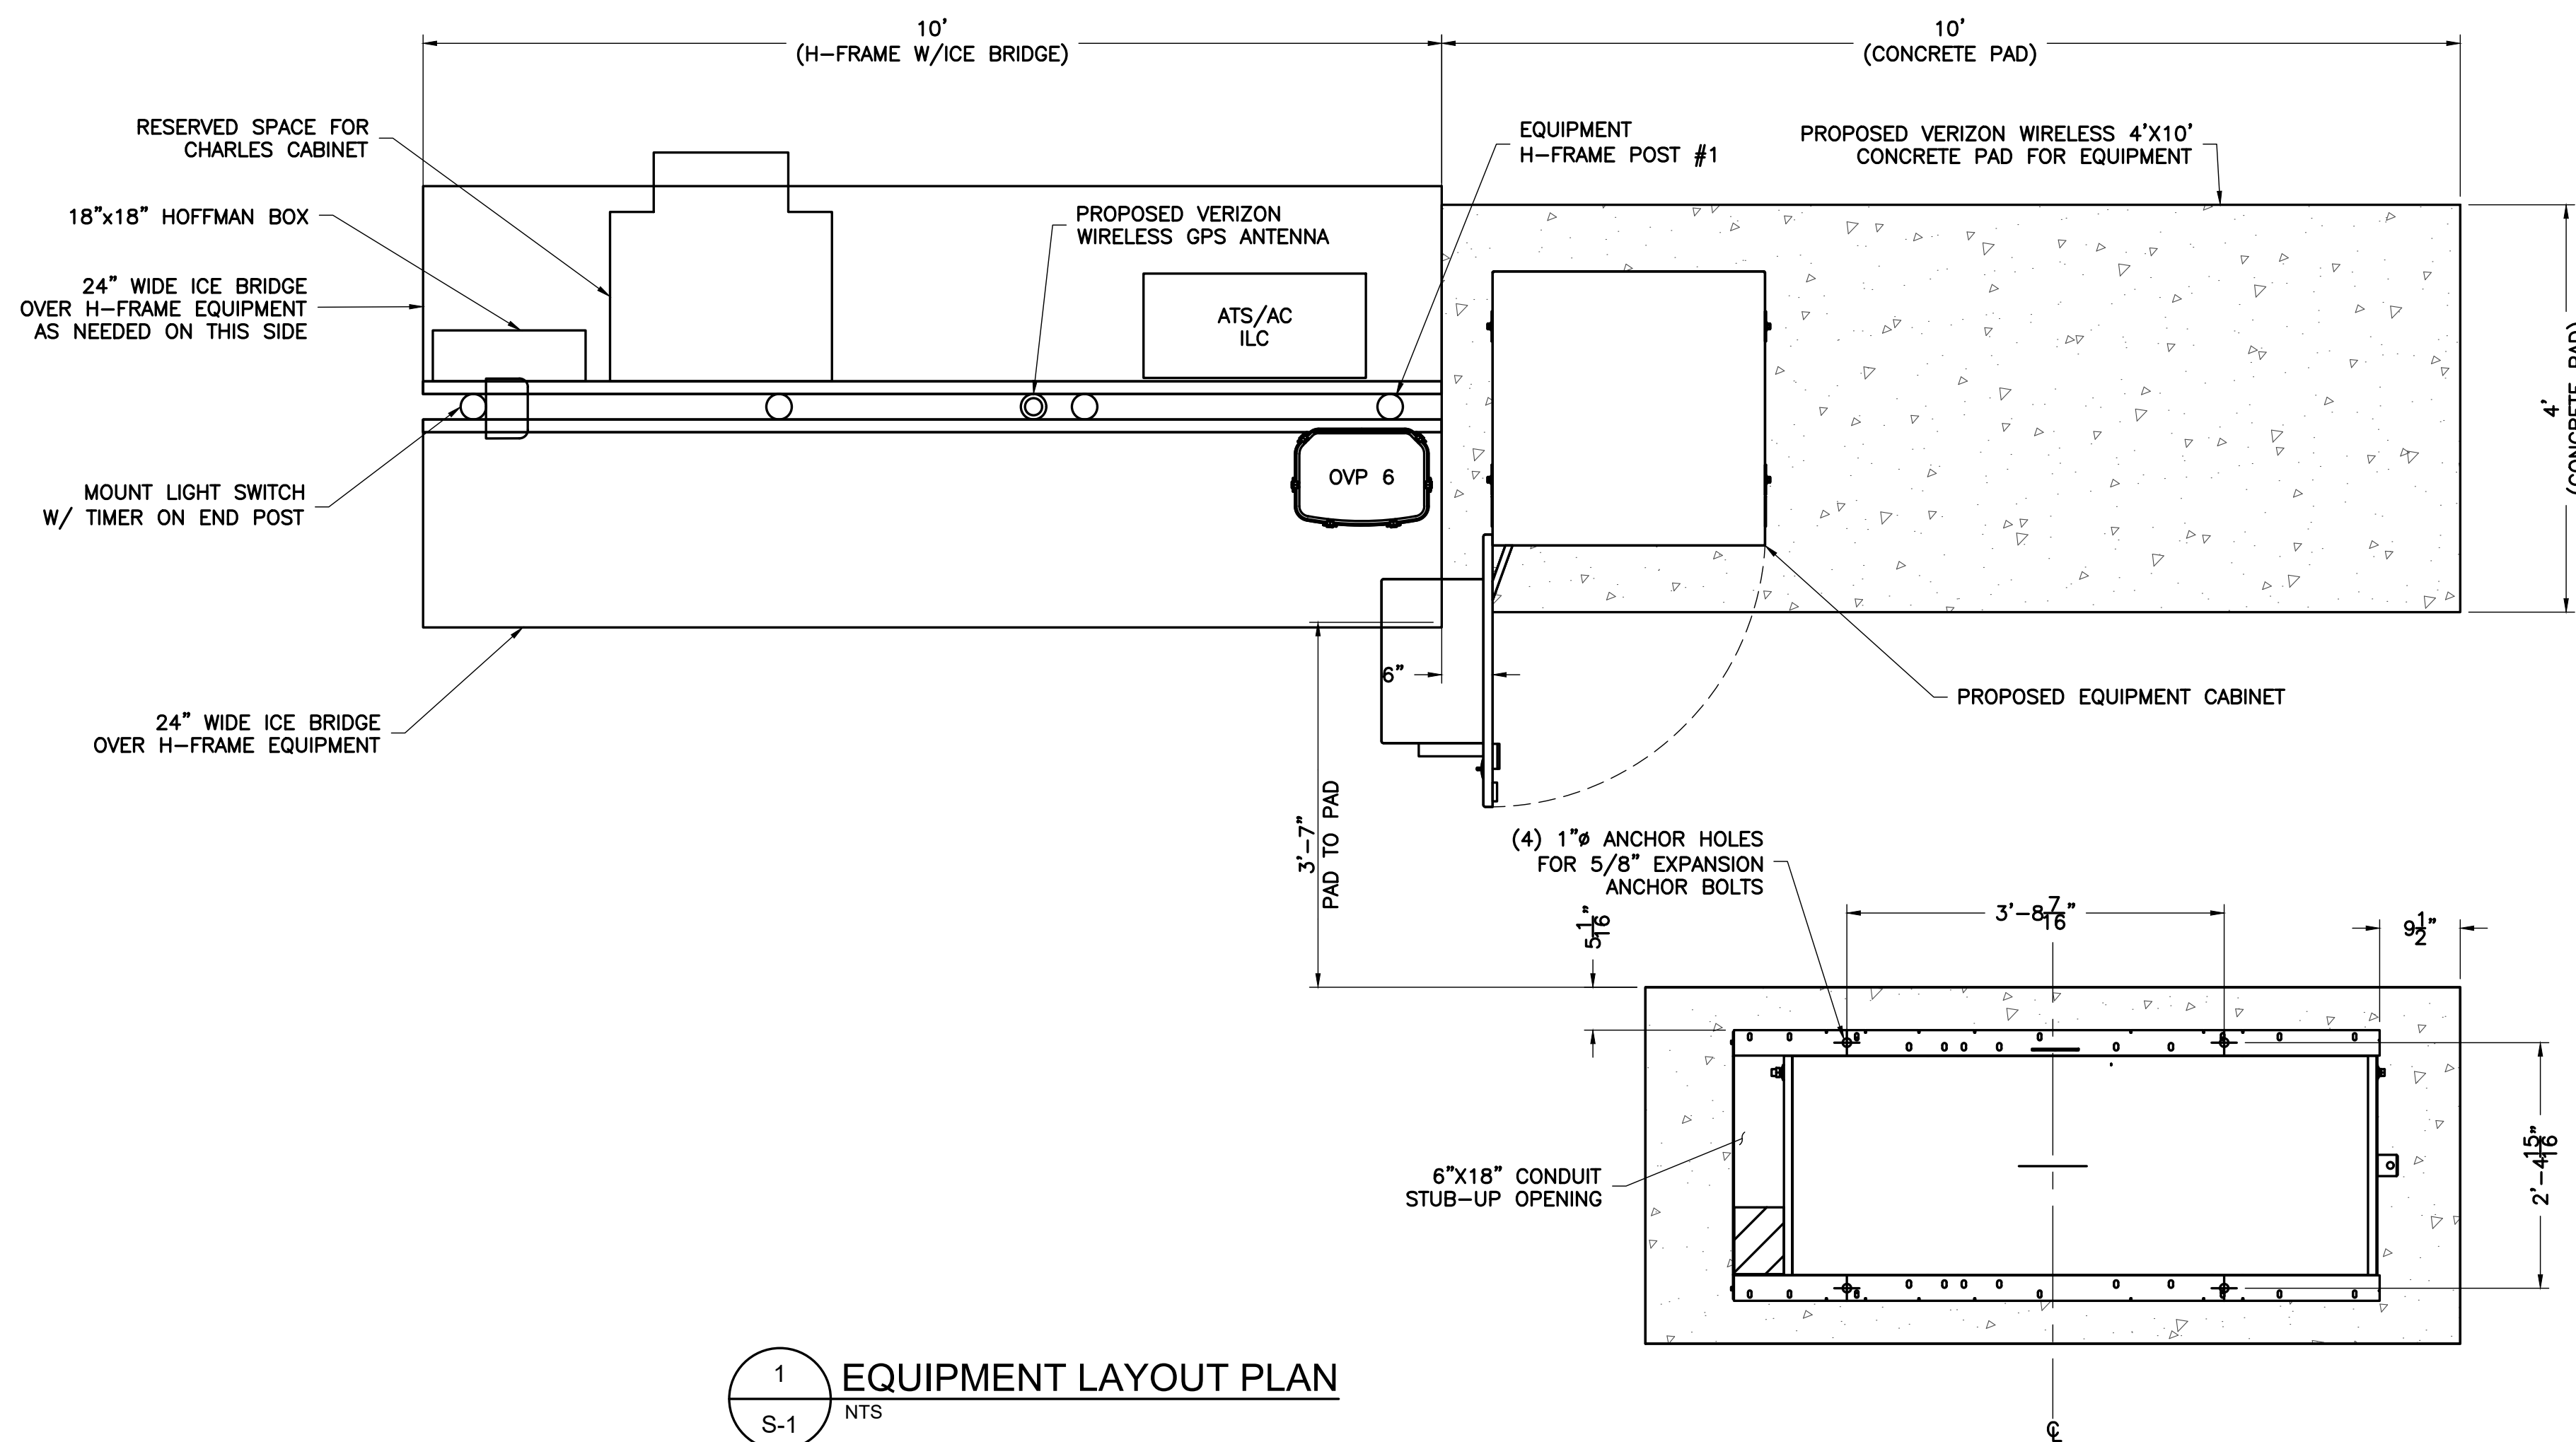 10'
(H-FRAME W/ICE BRIDGE)
10'
(CONCRETE PAD)
RESERVED SPACE FOR
CHARLES CABINET
EQUIPMENT
H-FRAME POST #1
PROPOSED VERIZON WIRELESS 4'X10'
CONCRETE PAD FOR EQUIPMENT
18"x18" HOFFMAN BOX
PROPOSED VERIZON
WIRELESS GPS ANTENNA
24" WIDE ICE BRIDGE
OVER H-FRAME EQUIPMENT
AS NEEDED ON THIS SIDE
ATS/AC
ILC
4'
(CONCRETE PAD)
OVP 6
MOUNT LIGHT SWITCH
W/ TIMER ON END POST
6"
PROPOSED EQUIPMENT CABINET
24" WIDE ICE BRIDGE
OVER H-FRAME EQUIPMENT
3'-7"
PAD TO PAD
(4) 1"ø ANCHOR HOLES
FOR 5/8" EXPANSION
ANCHOR BOLTS
5 1/16"
3'-8 7/16"
9 1/2"
2'-4 15/16"
6"X18" CONDUIT
STUB-UP OPENING
1
EQUIPMENT LAYOUT PLAN
S-1
NTS
℄